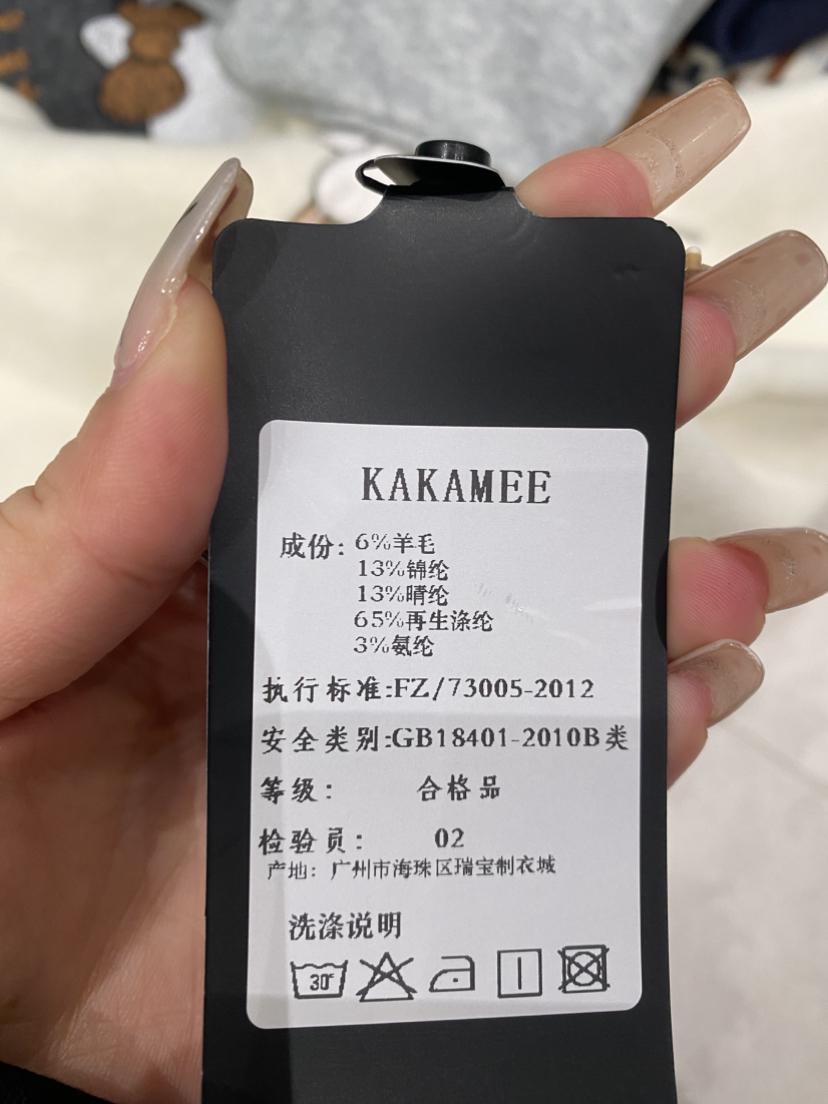 KAKAMEE
成份: 6%羊毛
13%锦纶
13%晴纶
65%再生涤纶
3%氨纶
执行标准:FZ/73005-2012
安全类别:GB18401-2010B类
等级: 合格品
检验员: 02
产地: 广州市海珠区瑞宝制衣城
洗涤说明
30°